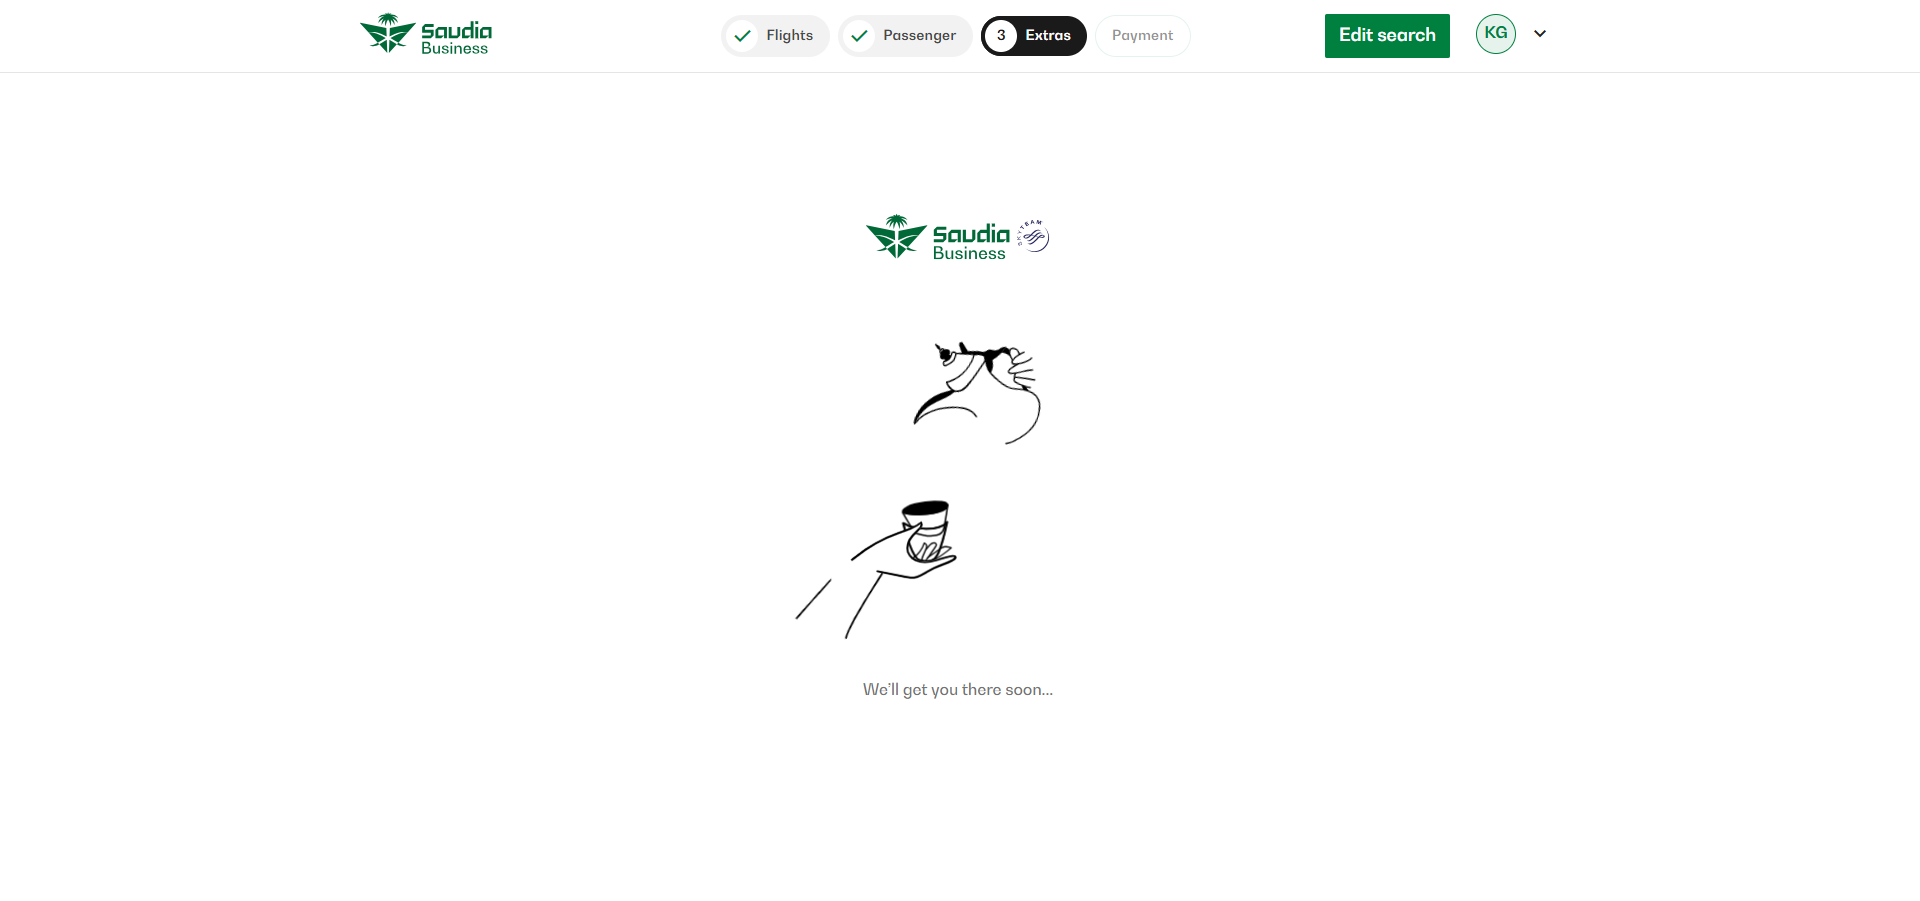 Saudia
Business
Flights
Passenger
3 Extras
Payment
Edit search
KG
Saudia
Business
SKYTEAM
We'll get you there soon...